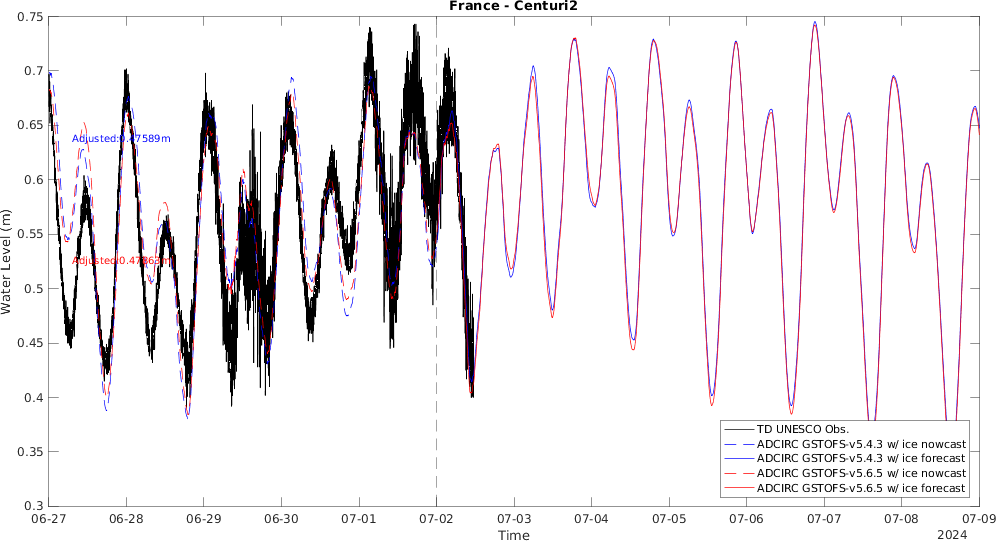 France - Centuri2
0.75
0.7
0.65
0.6
0.55
0.5
0.45
0.4
0.35
0.3
Water Level (m)
Adjusted:0.47589m
TD UNESCO Obs.
ADCIRC GSTOFS-v5.4.3 w/ ice nowcast
ADCIRC GSTOFS-v5.4.3 w/ ice forecast
ADCIRC GSTOFS-v5.6.5 w/ ice nowcast
ADCIRC GSTOFS-v5.6.5 w/ ice forecast
06-27 06-28 06-29 06-30 07-01 07-02 07-03 07-04 07-05 07-06 07-07 07-08 07-09
Time
2024